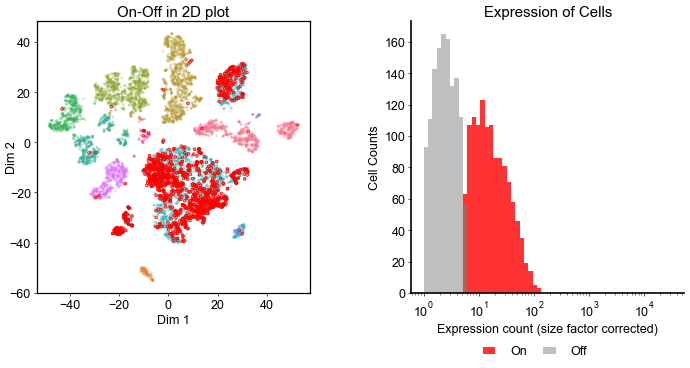 On-Off in 2D plot
40
20
0
−20
−40
−60
Dim 2
−40 −20 0 20 40
Dim 1
Expression of Cells
160
140
120
100
80
60
40
20
0
Cell Counts
10^0 10^1 10^2 10^3 10^4
Expression count (size factor corrected)
On Off